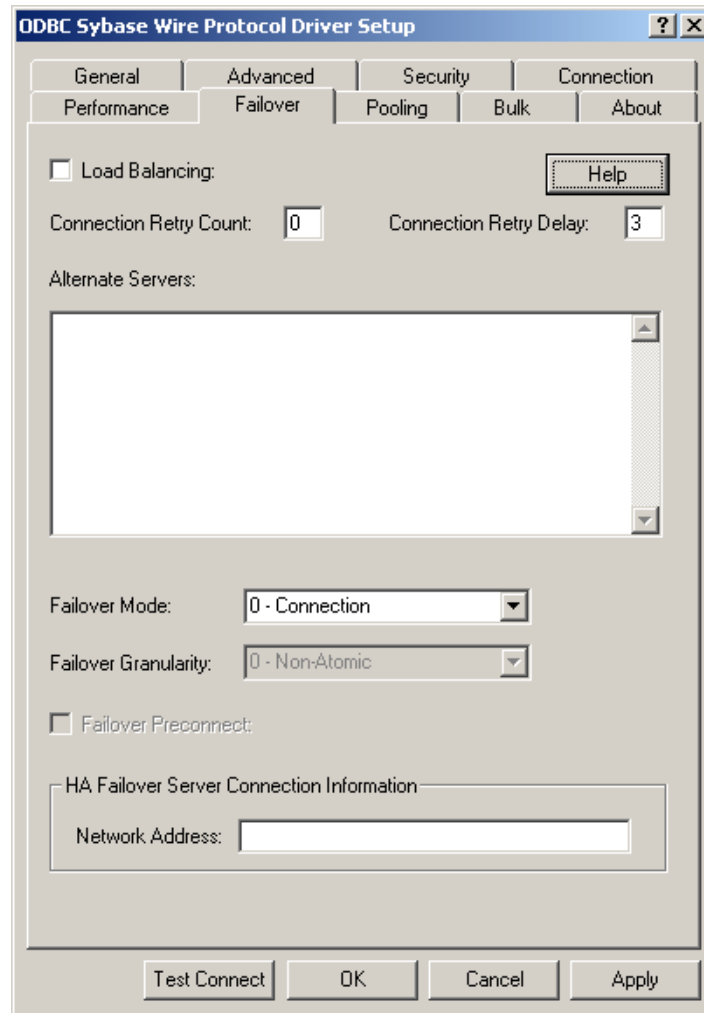 ODBC Sybase Wire Protocol Driver Setup
General Advanced Security Connection
Performance Failover Pooling Bulk About
Load Balancing: Help
Connection Retry Count: 0 Connection Retry Delay: 3
Alternate Servers:
Failover Mode: 0 - Connection
Failover Granularity: 0 - Non-Atomic
Failover Preconnect:
HA Failover Server Connection Information
Network Address:
Test Connect OK Cancel Apply